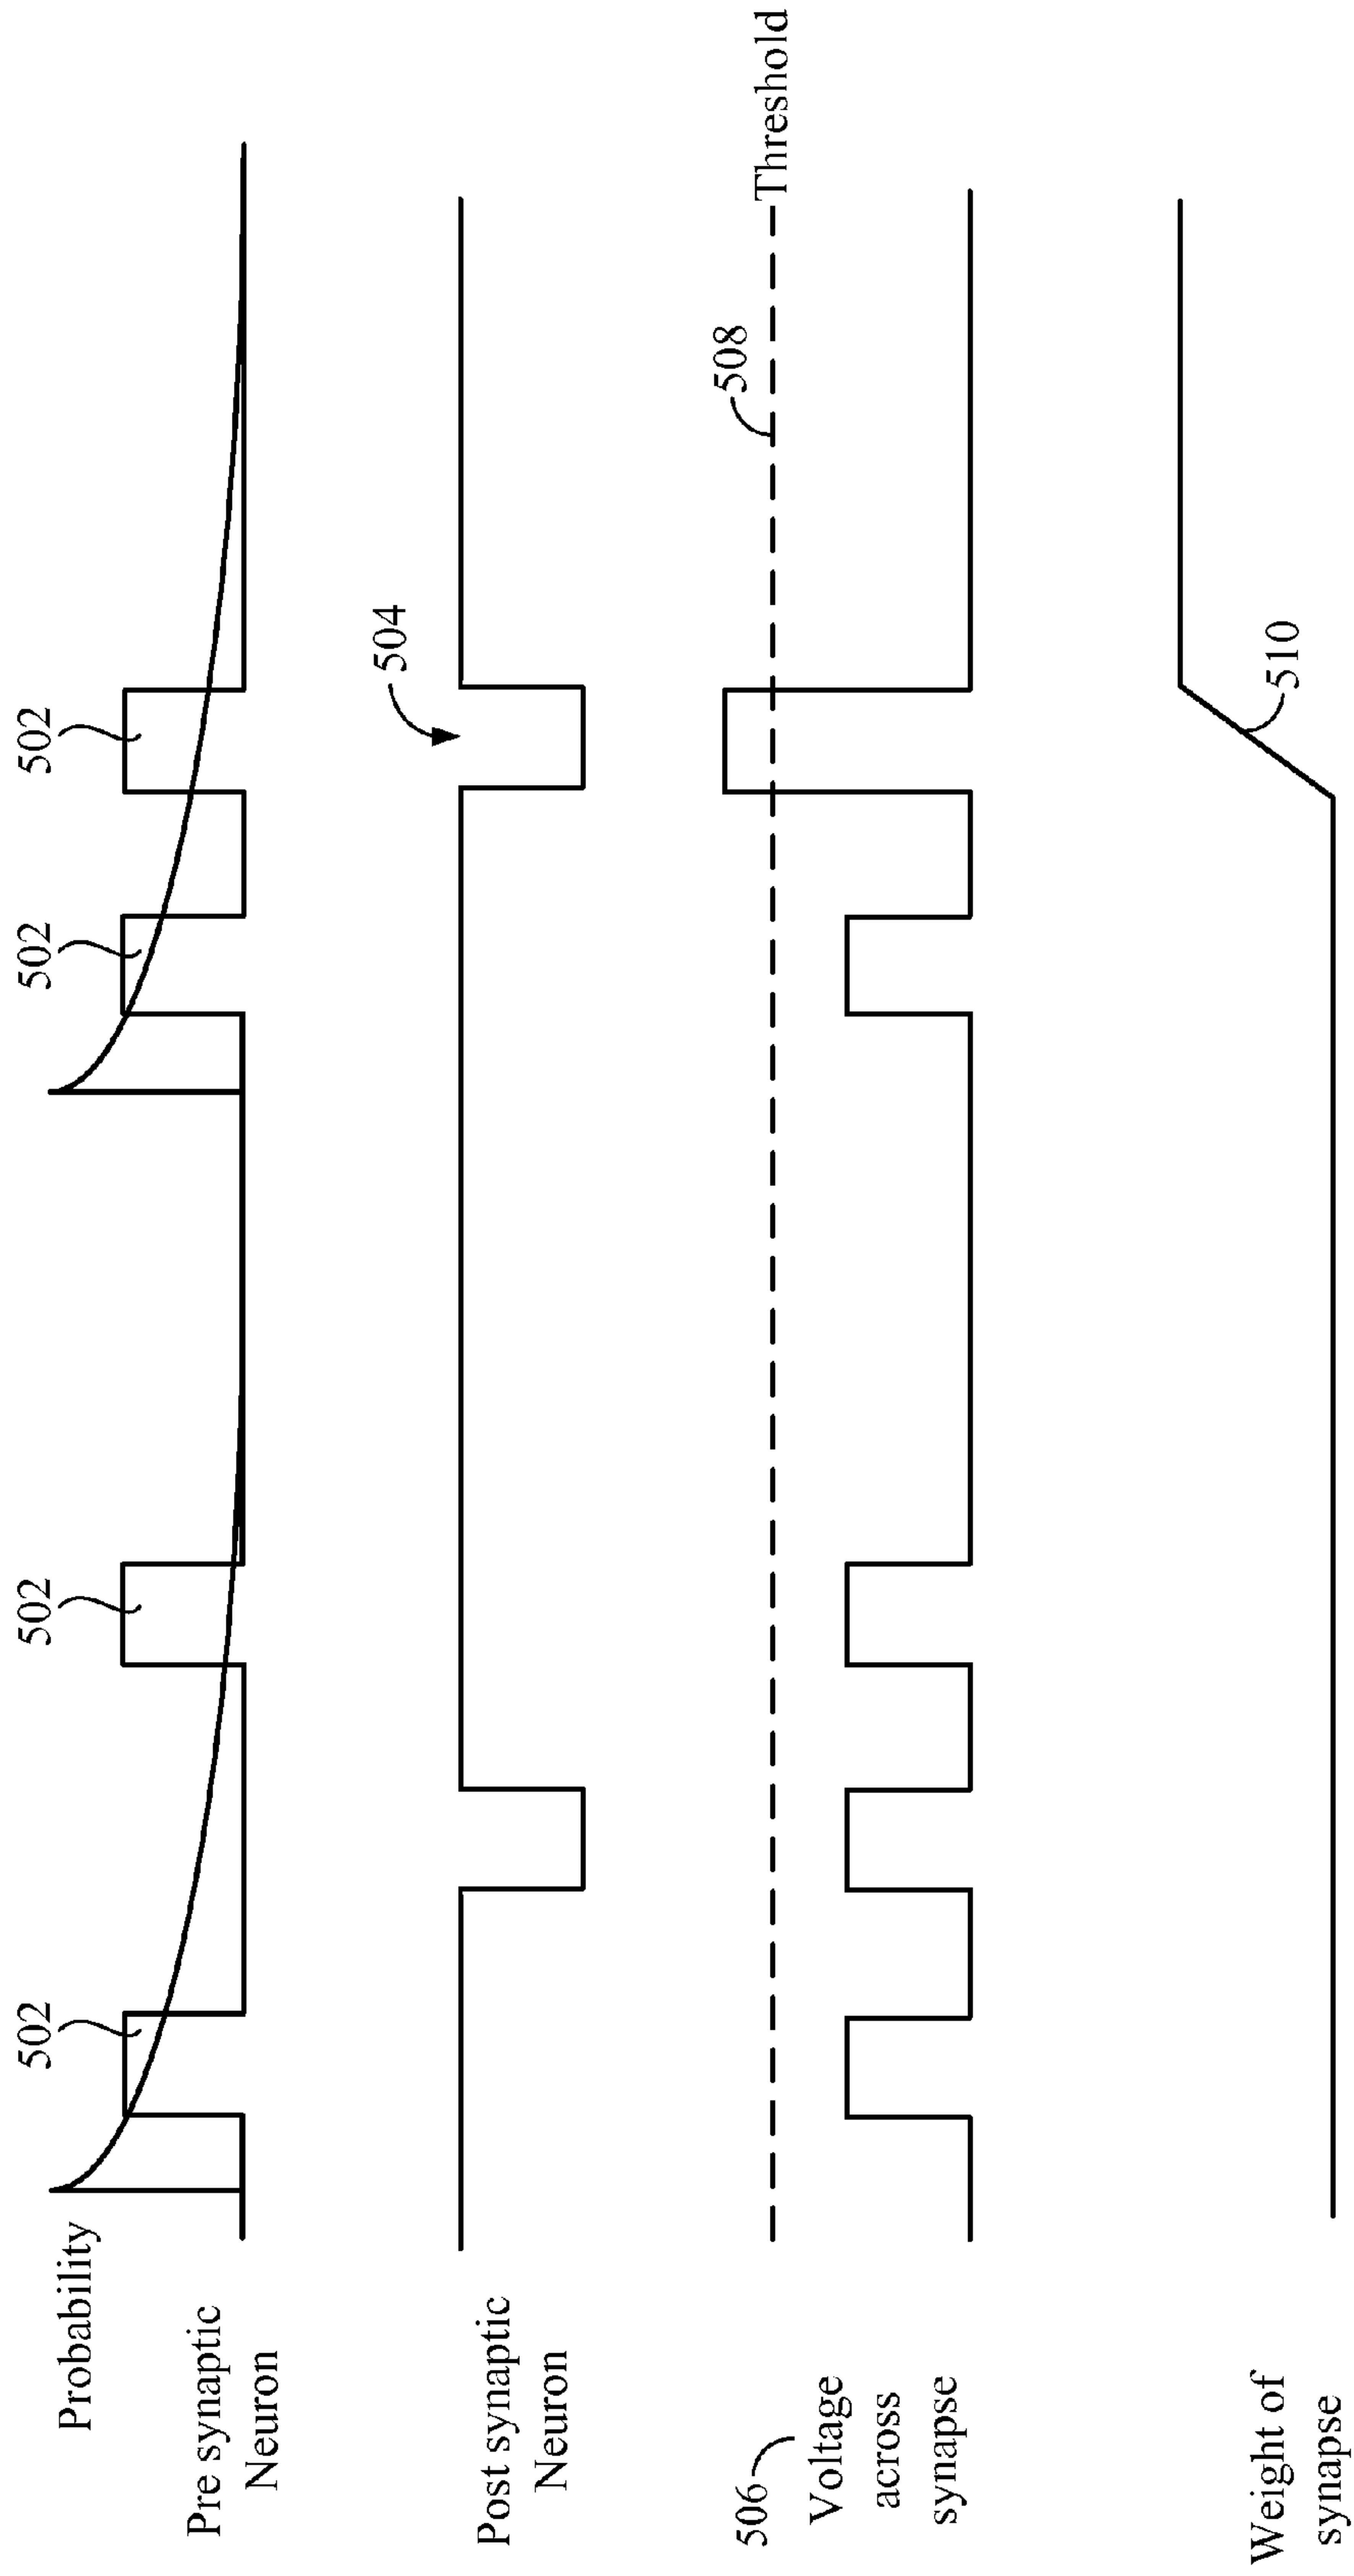 502
502
502
502
Probability
Pre synaptic
Neuron
504
Post synaptic
Neuron
508
Threshold
506
Voltage
across
synapse
510
Weight of
synapse